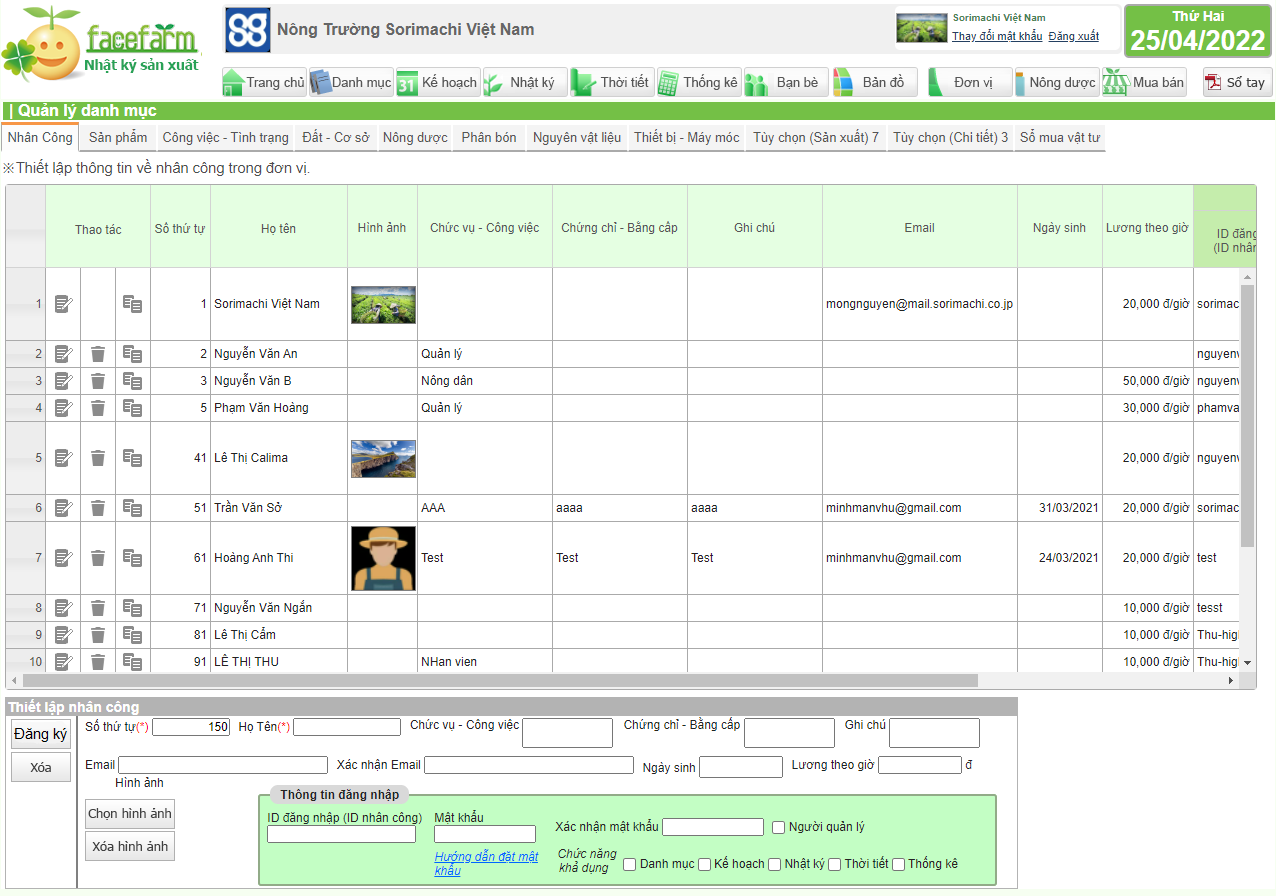 facefarm
Nhật ký sản xuất
Nông Trường Sorimachi Việt Nam
Sorimachi Việt Nam
Thay đổi mật khẩu Đăng xuất
Thứ Hai
25/04/2022
Trang chủ Danh mục Kế hoạch Nhật ký Thời tiết Thống kê Bạn bè Bản đồ Đơn vị Nông dược Mua bán Sổ tay
| Quản lý danh mục
Nhân Công Sản phẩm Công việc - Tình trạng Đất - Cơ sở Nông dược Phân bón Nguyên vật liệu Thiết bị - Máy móc Tùy chọn (Sản xuất) 7 Tùy chọn (Chi tiết) 3 Sổ mua vật tư
※Thiết lập thông tin về nhân công trong đơn vị.
Thao tác Số thứ tự Họ tên Hình ảnh Chức vụ - Công việc Chứng chỉ - Bằng cấp Ghi chú Email Ngày sinh Lương theo giờ ID đăng
(ID nhân
1 1 Sorimachi Việt Nam mongnguyen@mail.sorimachi.co.jp 20,000 đ/giờ sorimac
2 2 Nguyễn Văn An Quản lý nguyenv
3 3 Nguyễn Văn B Nông dân 50,000 đ/giờ nguyenv
4 5 Phạm Văn Hoàng Quản lý 30,000 đ/giờ phamva
5 41 Lê Thị Calima 20,000 đ/giờ nguyenv
6 51 Trần Văn Sở AAA aaaa aaaa minhmanvhu@gmail.com 31/03/2021 20,000 đ/giờ sorimac
7 61 Hoàng Anh Thi Test Test Test minhmanvhu@gmail.com 24/03/2021 20,000 đ/giờ test
8 71 Nguyễn Văn Ngắn 10,000 đ/giờ tesst
9 81 Lê Thị Cẩm 10,000 đ/giờ Thu-higl
10 91 LÊ THỊ THU NHan vien 10,000 đ/giờ Thu-higl
Thiết lập nhân công
Đăng ký Số thứ tự(*) 150 Họ Tên(*) Chức vụ - Công việc Chứng chỉ - Bằng cấp Ghi chú
Xóa Email Xác nhận Email Ngày sinh Lương theo giờ đ
Hình ảnh
Chọn hình ảnh
Xóa hình ảnh
Thông tin đăng nhập
ID đăng nhập (ID nhân công) Mật khẩu Xác nhận mật khẩu Người quản lý
Hướng dẫn đặt mật
khẩu
Chức năng
khả dụng
Danh mục Kế hoạch Nhật ký Thời tiết Thống kê